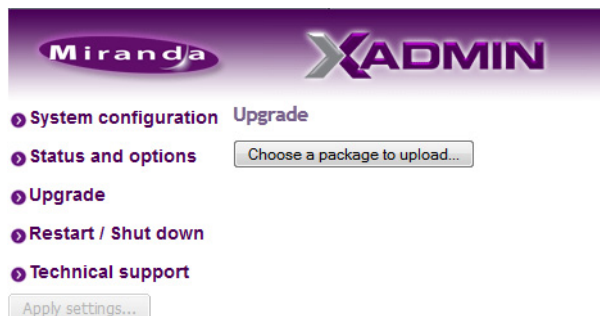 Miranda
XADMIN
System configuration
Status and options
Upgrade
Restart / Shut down
Technical support
Apply settings...
Upgrade
Choose a package to upload...